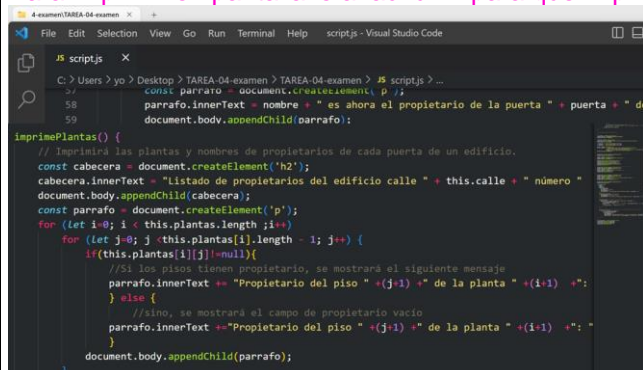 4-examen\TAREA-04-examen
File Edit Selection View Go Run Terminal Help script.js - Visual Studio Code
JS script.js
C: > Users > yo > Desktop > TAREA-04-examen > TAREA-04-examen > JS script.js > ...
57 const parrafo = document.createElement('p');
58 parrafo.innerText = nombre + " es ahora el propietario de la puerta " + puerta + " d
59 document.body.appendChild(parrafo);
imprimePlantas() {
// Imprimirá las plantas y nombres de propietarios de cada puerta de un edificio.
const cabecera = document.createElement('h2');
cabecera.innerText = "Listado de propietarios del edificio calle " + this.calle + " número "
document.body.appendChild(cabecera);
const parrafo = document.createElement('p');
for (let i=0; i < this.plantas.length ;i++)
for (let j=0; j <this.plantas[i].length - 1; j++) {
if(this.plantas[i][j]!=null){
//Si los pisos tienen propietario, se mostrará el siguiente mensaje
parrafo.innerText += "Propietario del piso " +(j+1) +" de la planta " +(i+1) +":
} else {
//sino, se mostrará el campo de propietario vacío
parrafo.innerText +="Propietario del piso " +(j+1) +" de la planta " +(i+1) +": "
}
document.body.appendChild(parrafo);